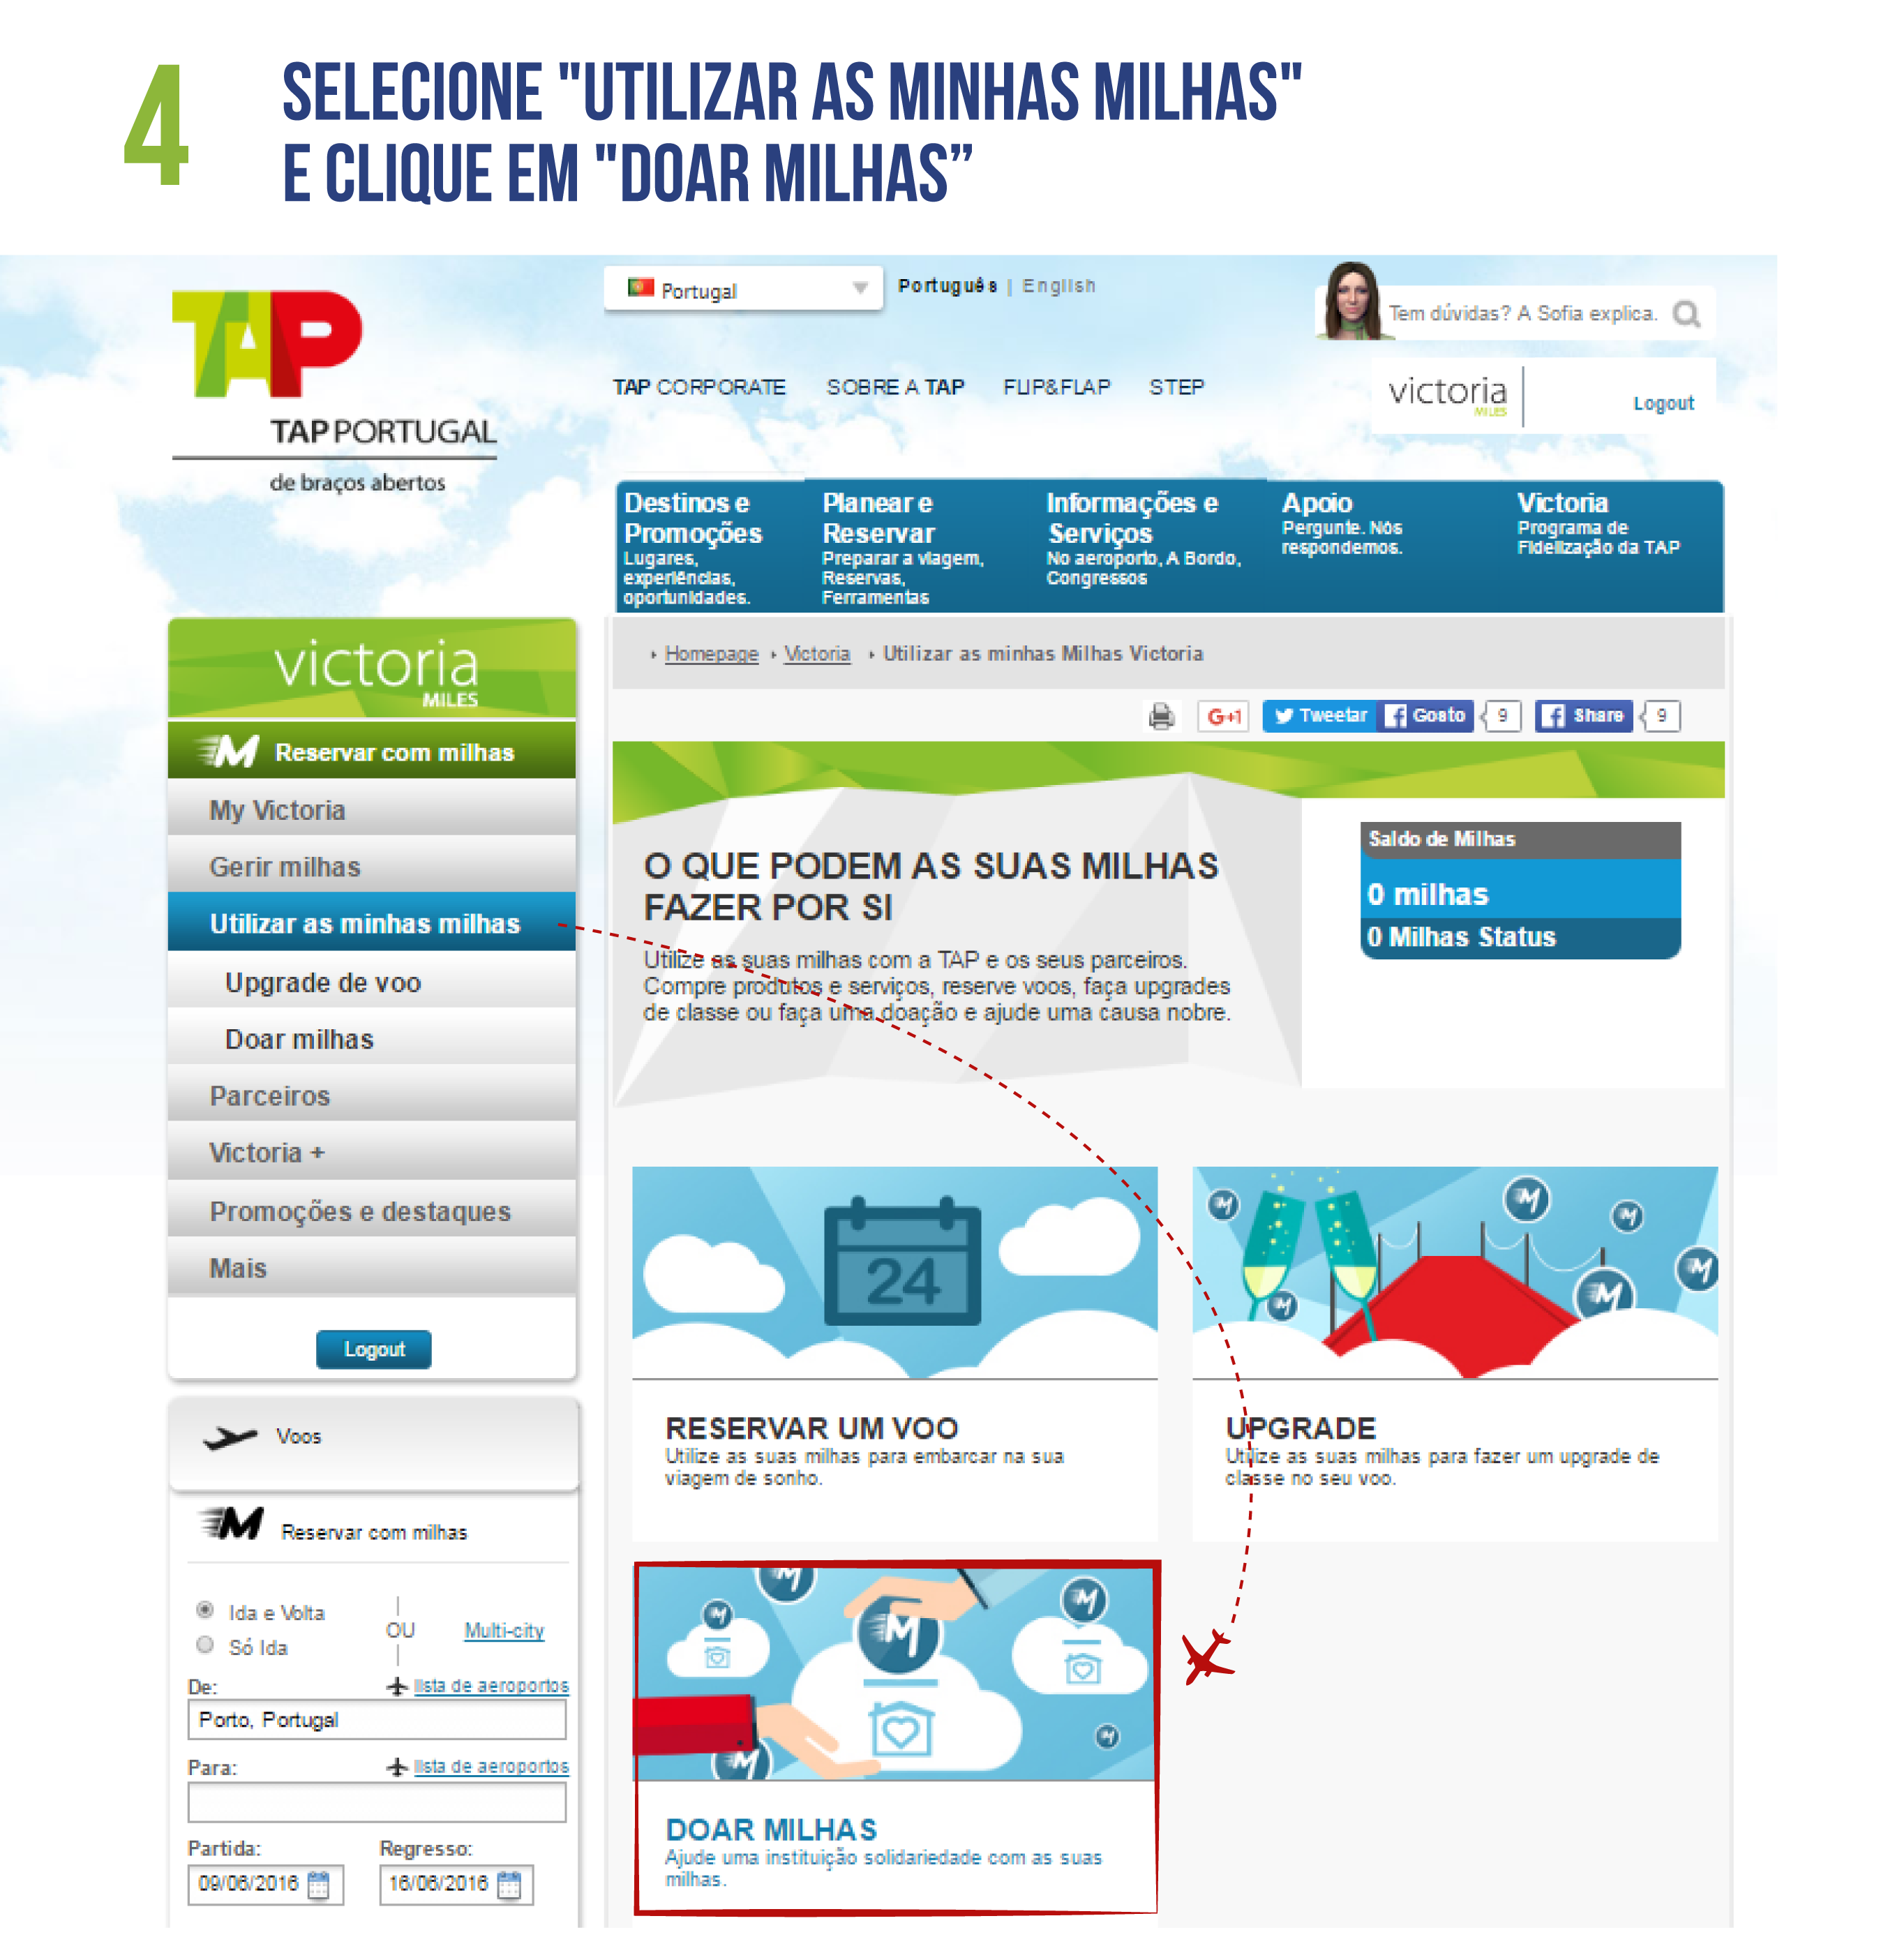 4
SELECIONE "UTILIZAR AS MINHAS MILHAS"
E CLIQUE EM "DOAR MILHAS”
TAP
TAP PORTUGAL
de braços abertos
Portugal
Português | English
Tem dúvidas? A Sofia explica.
TAP CORPORATE
SOBRE A TAP
FLIP&FLAP
STEP
victoria
MILES
Logout
Destinos e
Promoções
Lugares,
experiências,
oportunidades.
Planear e
Reservar
Preparar a viagem,
Reservas,
Ferramentas
Informações e
Serviços
No aeroporto, A Bordo,
Congressos
Apoio
Pergunte. Nós
respondemos.
Victoria
Programa de
Fidelização da TAP
victoria
MILES
M Reservar com milhas
My Victoria
Gerir milhas
Utilizar as minhas milhas
Upgrade de voo
Doar milhas
Parceiros
Victoria +
Promoções e destaques
Mais
Logout
Voos
M Reservar com milhas
Ida e Volta
Só Ida
OU
Multi-city
De:
lista de aeroportos
Porto, Portugal
Para:
lista de aeroportos
Partida:
Regresso:
09/06/2016
16/06/2016
Homepage Victoria Utilizar as minhas Milhas Victoria
G+1
Tweetar
Gosto
9
Share
9
O QUE PODEM AS SUAS MILHAS
FAZER POR SI
Utilize as suas milhas com a TAP e os seus parceiros.
Compre produtos e serviços, reserve voos, faça upgrades
de classe ou faça uma doação e ajude uma causa nobre.
Saldo de Milhas
0 milhas
0 Milhas Status
24
RESERVAR UM VOO
Utilize as suas milhas para embarcar na sua
viagem de sonho.
M
M
M
M
M
UPGRADE
Utilize as suas milhas para fazer um upgrade de
classe no seu voo.
M
M
M
M
M
M
DOAR MILHAS
Ajude uma instituição solidariedade com as suas
milhas.